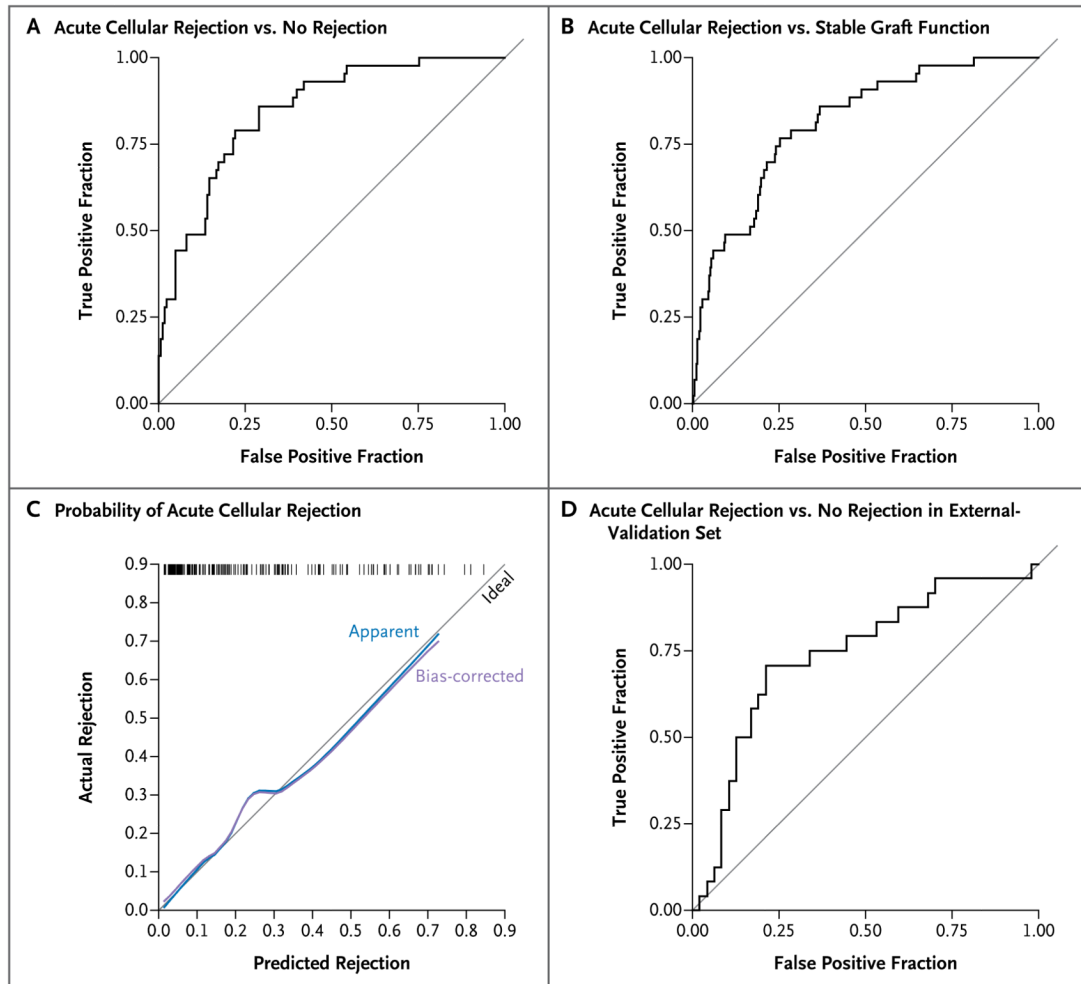 A Acute Cellular Rejection vs. No Rejection
1.00
0.75
0.50
0.25
0.00
True Positive Fraction
0.00 0.25 0.50 0.75 1.00
False Positive Fraction
B Acute Cellular Rejection vs. Stable Graft Function
1.00
0.75
0.50
0.25
0.00
True Positive Fraction
0.00 0.25 0.50 0.75 1.00
False Positive Fraction
C Probability of Acute Cellular Rejection
0.9
0.8
0.7
0.6
0.5
0.4
0.3
0.2
0.1
0.0
Actual Rejection
Ideal
Apparent
Bias-corrected
0.0 0.1 0.2 0.3 0.4 0.5 0.6 0.7 0.8 0.9
Predicted Rejection
D Acute Cellular Rejection vs. No Rejection in External-
Validation Set
1.00
0.75
0.50
0.25
0.00
True Positive Fraction
0.00 0.25 0.50 0.75 1.00
False Positive Fraction